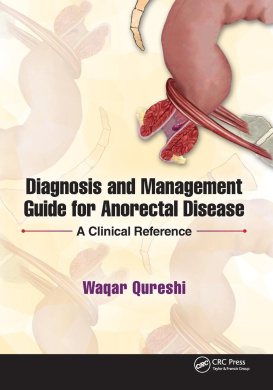 Diagnosis and Management
Guide for Anorectal Disease
A Clinical Reference
Waqar Qureshi
CRC Press
Taylor & Francis Group